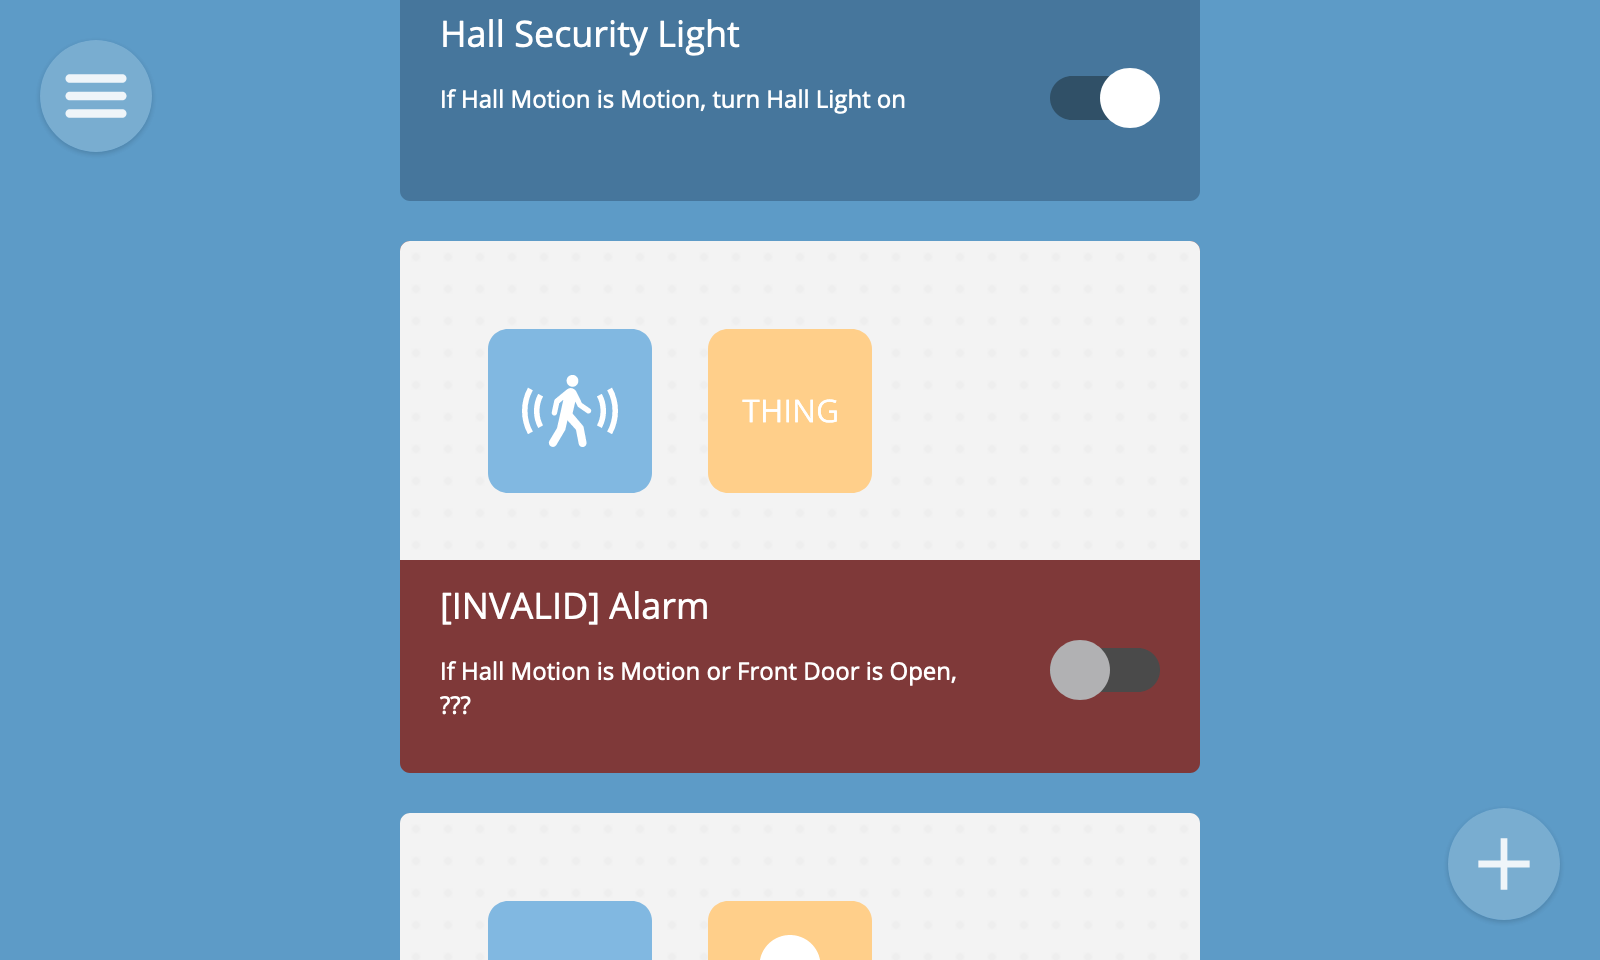 Hall Security Light
If Hall Motion is Motion, turn Hall Light on
THING
[INVALID] Alarm
If Hall Motion is Motion or Front Door is Open,
???